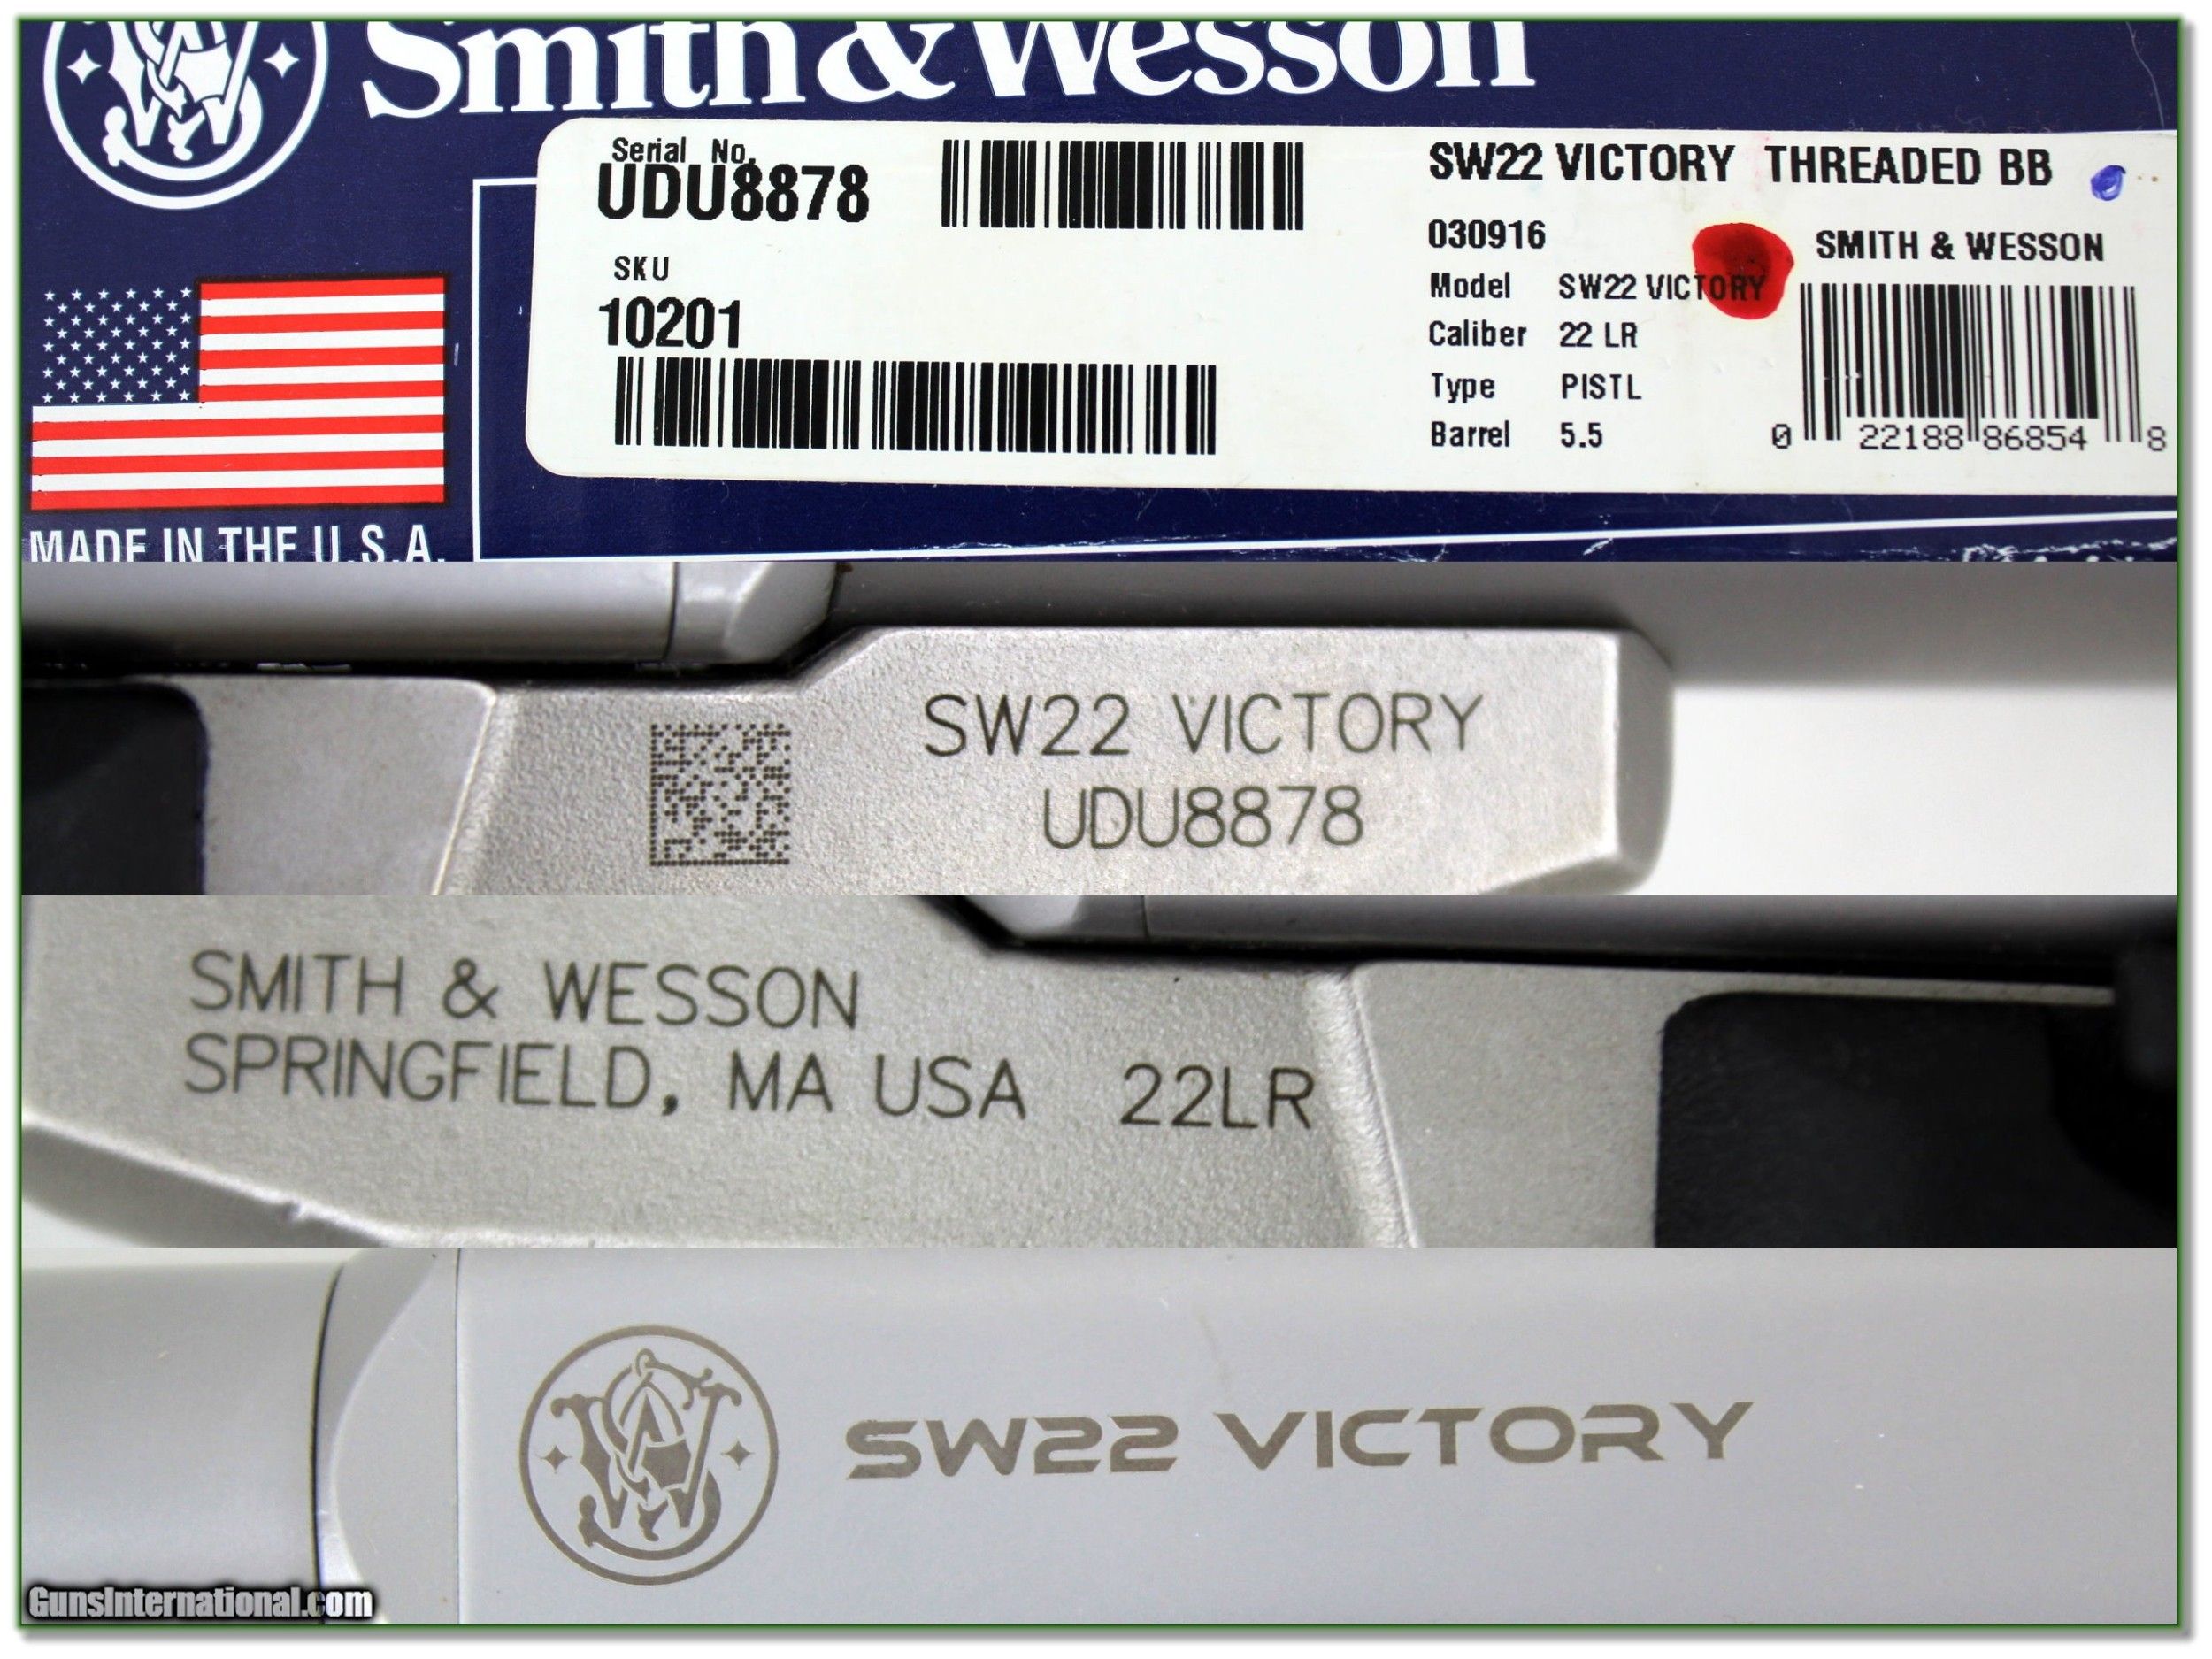 Smith & Wesson
Serial No.
UDU8878
SKU
10201
SW22 VICTORY THREADED BB
030916
SMITH & WESSON
Model SW22 VICTORY
Caliber 22 LR
Type PISTL
Barrel 5.5
0 22188 86854 8
MADE IN THE U.S.A.
SW22 VICTORY
UDU8878
SMITH & WESSON
SPRINGFIELD, MA USA 22LR
SW22 VICTORY
GunsInternational.com